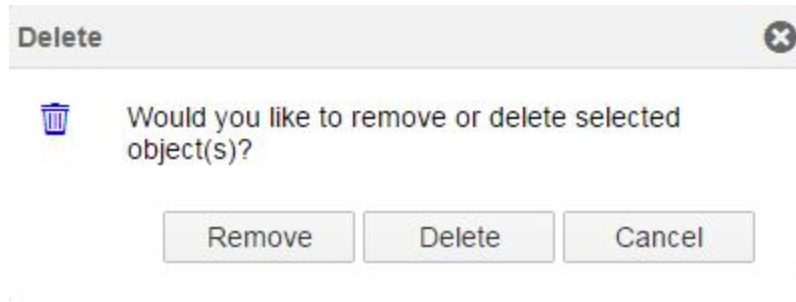 Delete
Would you like to remove or delete selected
object(s)?
Remove Delete Cancel